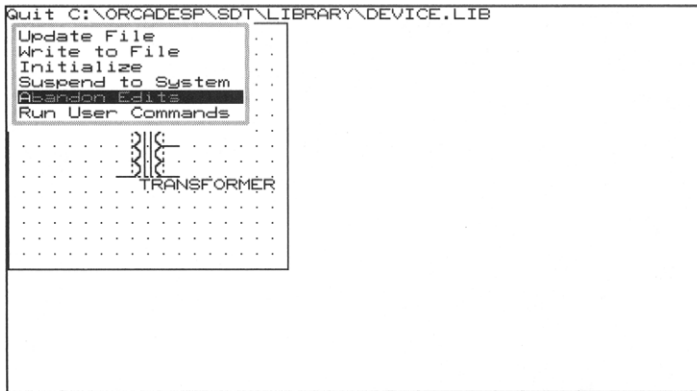 Quit C:\ORCADESP\SDT\LIBRARY\DEVICE.LIB
Update File
Write to File
Initialize
Suspend to System
Abandon Edits
Run User Commands
TRANSFORMER